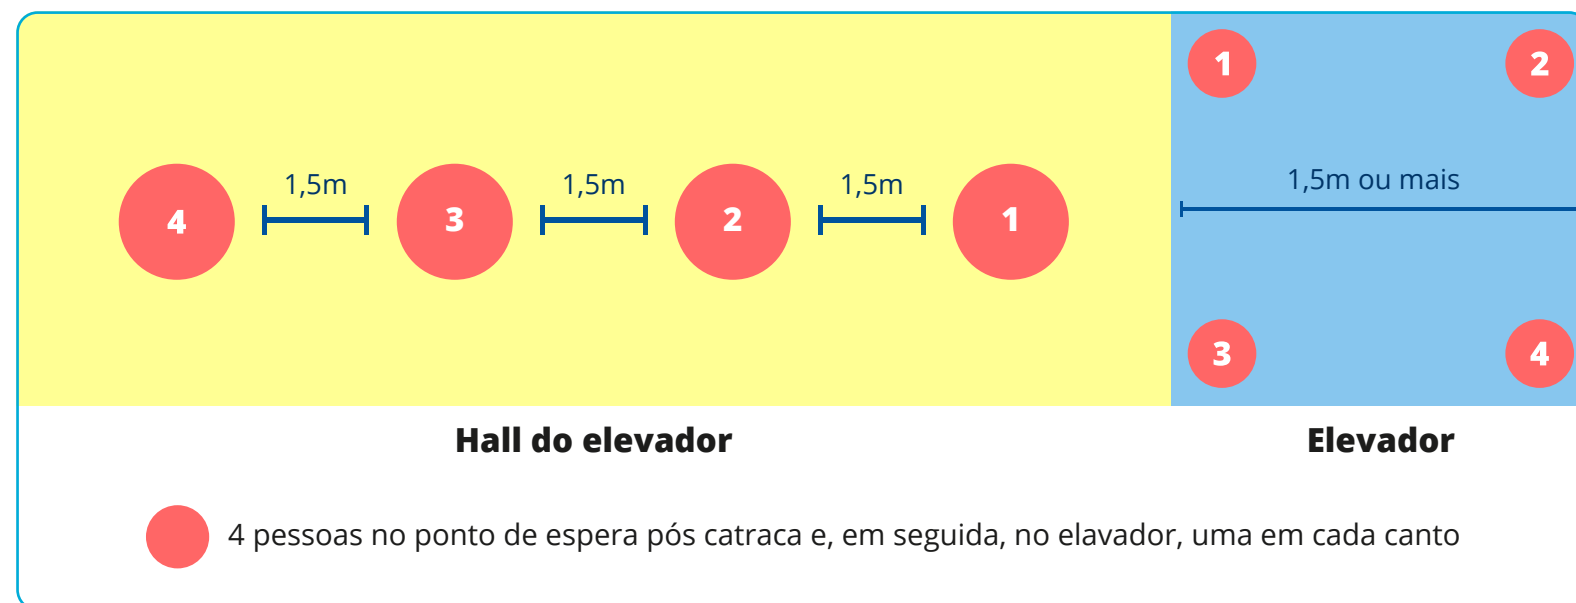 1
2
1,5m
1,5m
1,5m
1,5m ou mais
4
3
2
1
3
4
Hall do elevador
Elevador
4 pessoas no ponto de espera pós catraca e, em seguida, no elavador, uma em cada canto